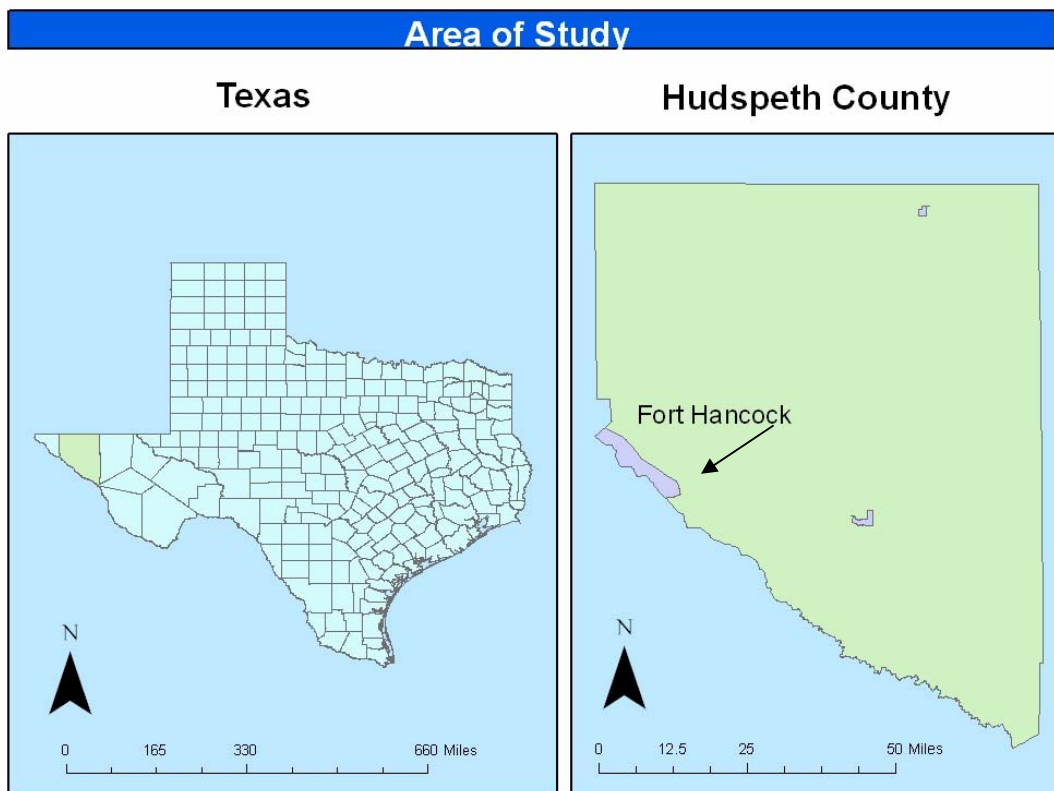 Area of Study
Texas
Hudspeth County
Fort Hancock
N
0 165 330 660 Miles
N
0 12.5 25 50 Miles